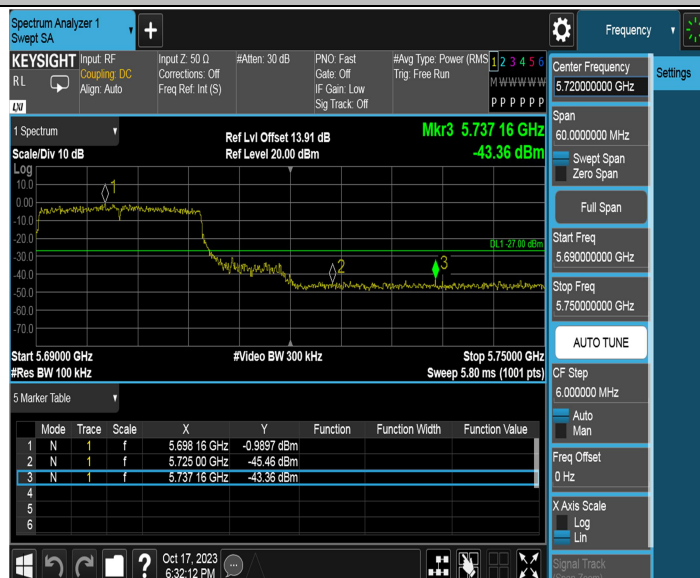 Spectrum Analyzer 1
Swept SA
Frequency
KEYSIGHT
Input: RF
Input Z: 50 Ω
#Atten: 30 dB
PNO: Fast
#Avg Type: Power (RMS
1 2 3 4 5 6
RL
Coupling: DC
Corrections: Off
Gate: Off
Trig: Free Run
M W W W W W
Align: Auto
Freq Ref: Int (S)
IF Gain: Low
Sig Track: Off
P P P P P P
LXI
1 Spectrum
Ref Lvl Offset 13.91 dB
Mkr3 5.737 16 GHz
Scale/Div 10 dB
Ref Level 20.00 dBm
-43.36 dBm
Log
10.0
0.00
-10.0
-20.0
-30.0
-40.0
-50.0
-60.0
-70.0
1
2
3
DL1 -27.00 dBm
Start 5.69000 GHz
#Video BW 300 kHz
Stop 5.75000 GHz
#Res BW 100 kHz
Sweep 5.80 ms (1001 pts)
5 Marker Table
Mode Trace Scale X Y Function Function Width Function Value
1 N 1 f 5.698 16 GHz -0.9897 dBm
2 N 1 f 5.725 00 GHz -45.46 dBm
3 N 1 f 5.737 16 GHz -43.36 dBm
4
5
6
Oct 17, 2023
6:32:12 PM
Center Frequency
5.720000000 GHz
Settings
Span
60.0000000 MHz
Swept Span
Zero Span
Full Span
Start Freq
5.690000000 GHz
Stop Freq
5.750000000 GHz
AUTO TUNE
CF Step
6.000000 MHz
Auto
Man
Freq Offset
0 Hz
X Axis Scale
Log
Lin
Signal Track
(Span Zoom)